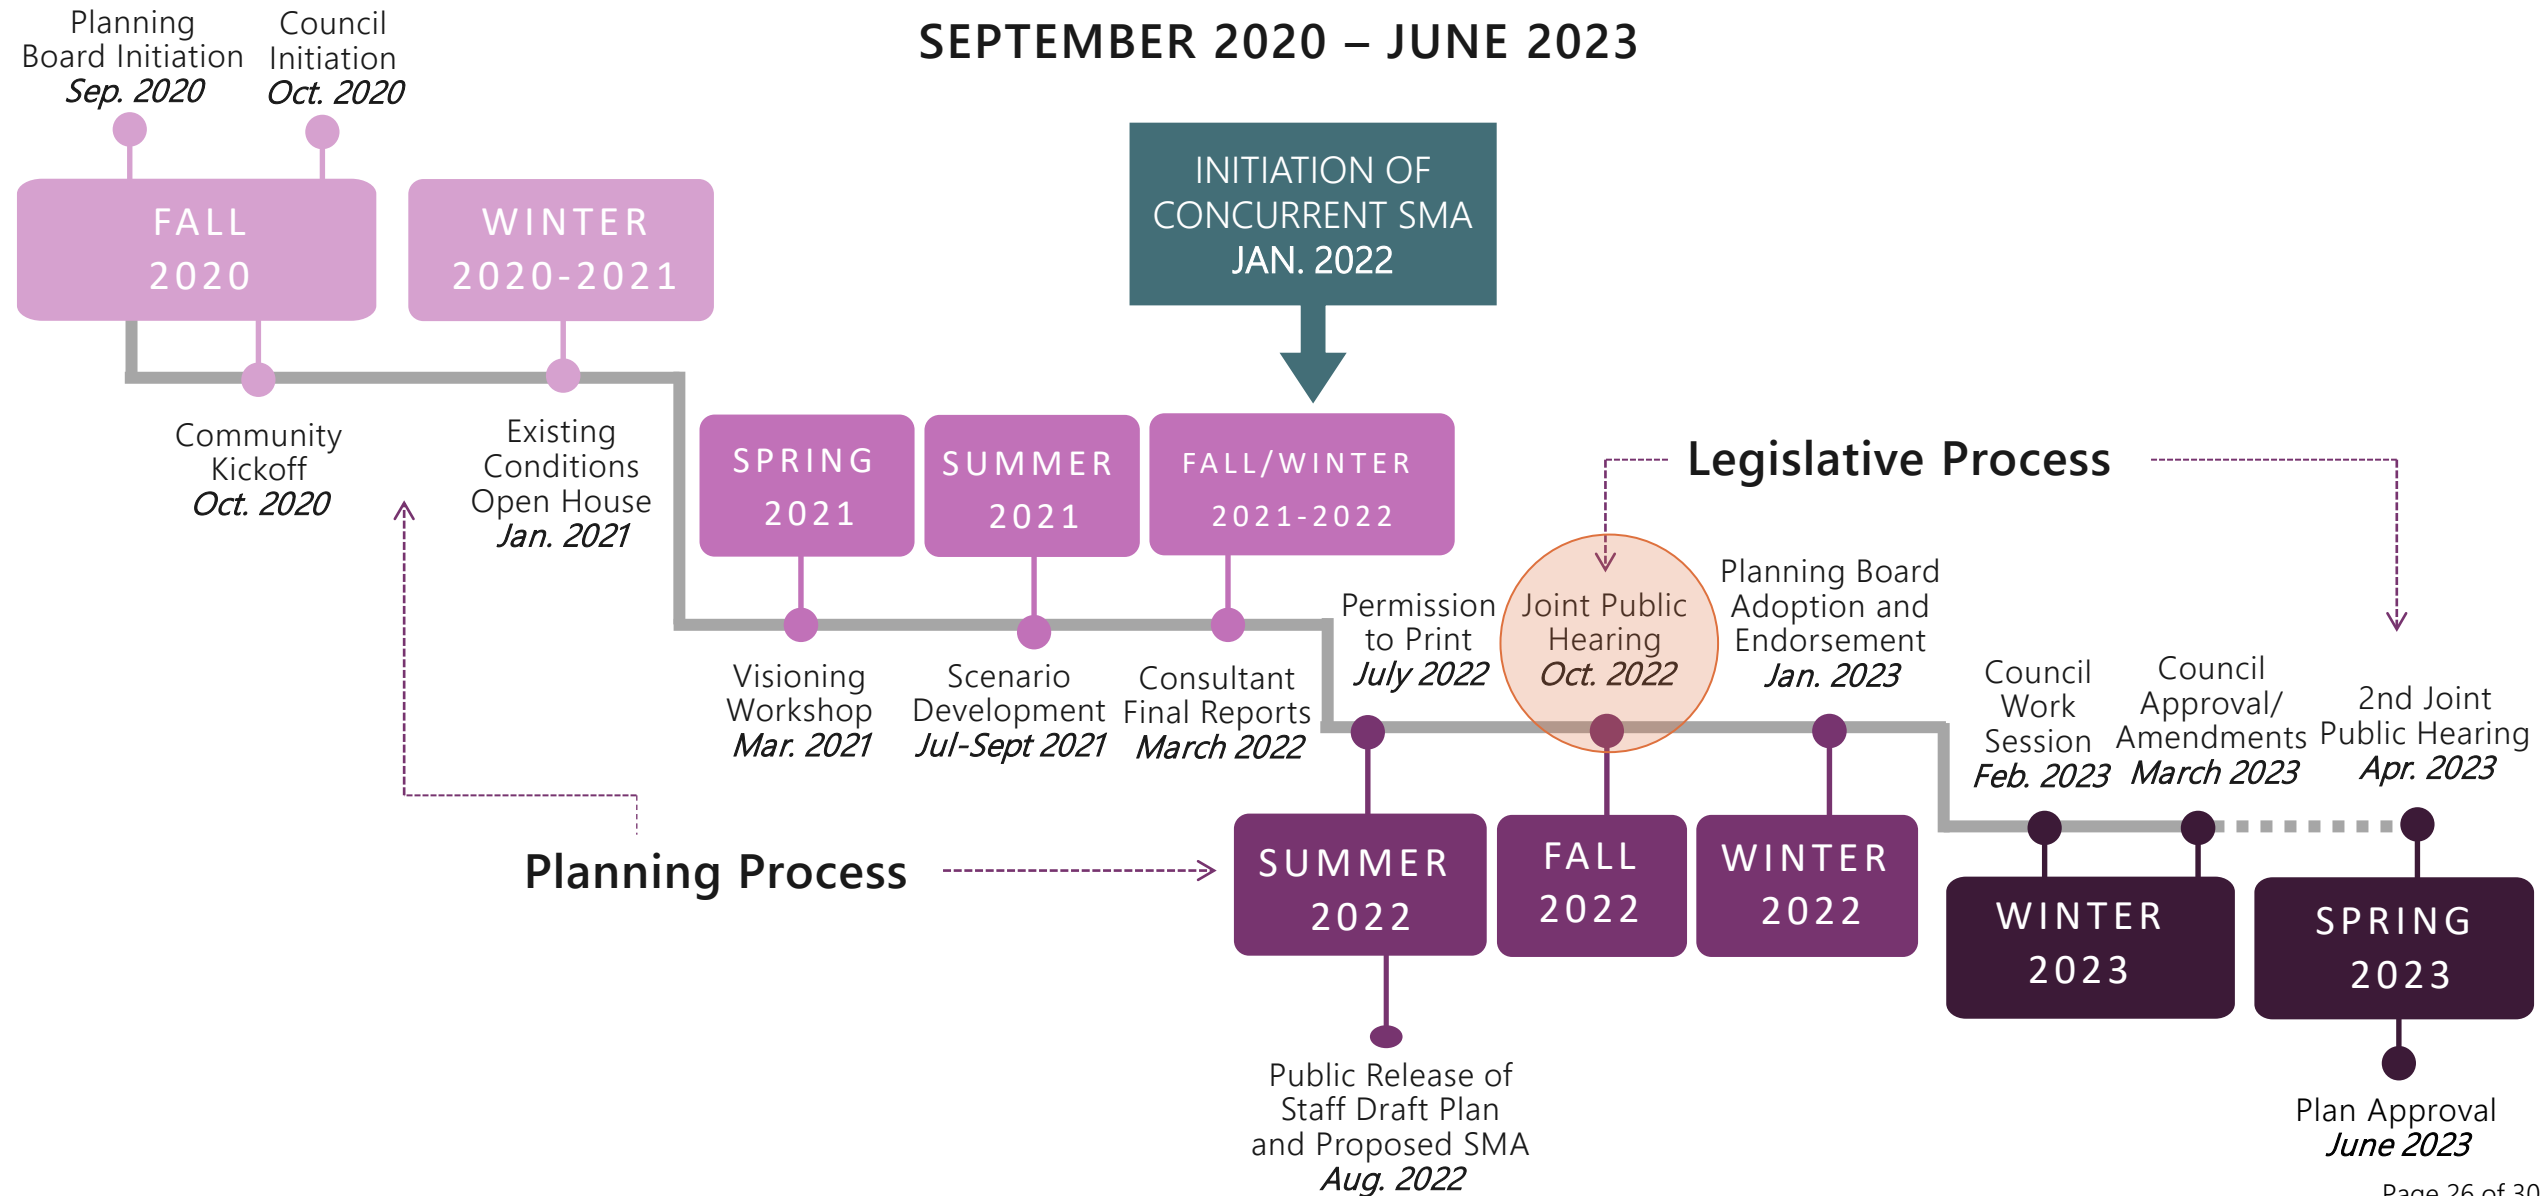 SEPTEMBER 2020 – JUNE 2023
Planning
Board Initiation
Sep. 2020
Council
Initiation
Oct. 2020
FALL
2020
WINTER
2020-2021
Community
Kickoff
Oct. 2020
Existing
Conditions
Open House
Jan. 2021
INITIATION OF
CONCURRENT SMA
JAN. 2022
SPRING
2021
SUMMER
2021
FALL/WINTER
2021-2022
Visioning
Workshop
Mar. 2021
Scenario
Development
Jul-Sept 2021
Consultant
Final Reports
March 2022
Legislative Process
Permission
to Print
July 2022
Joint Public
Hearing
Oct. 2022
Planning Board
Adoption and
Endorsement
Jan. 2023
Council
Work
Session
Feb. 2023
Council
Approval/
Amendments
March 2023
2nd Joint
Public Hearing
Apr. 2023
Planning Process
SUMMER
2022
FALL
2022
WINTER
2022
WINTER
2023
SPRING
2023
Public Release of
Staff Draft Plan
and Proposed SMA
Aug. 2022
Plan Approval
June 2023
Page 26 of 30